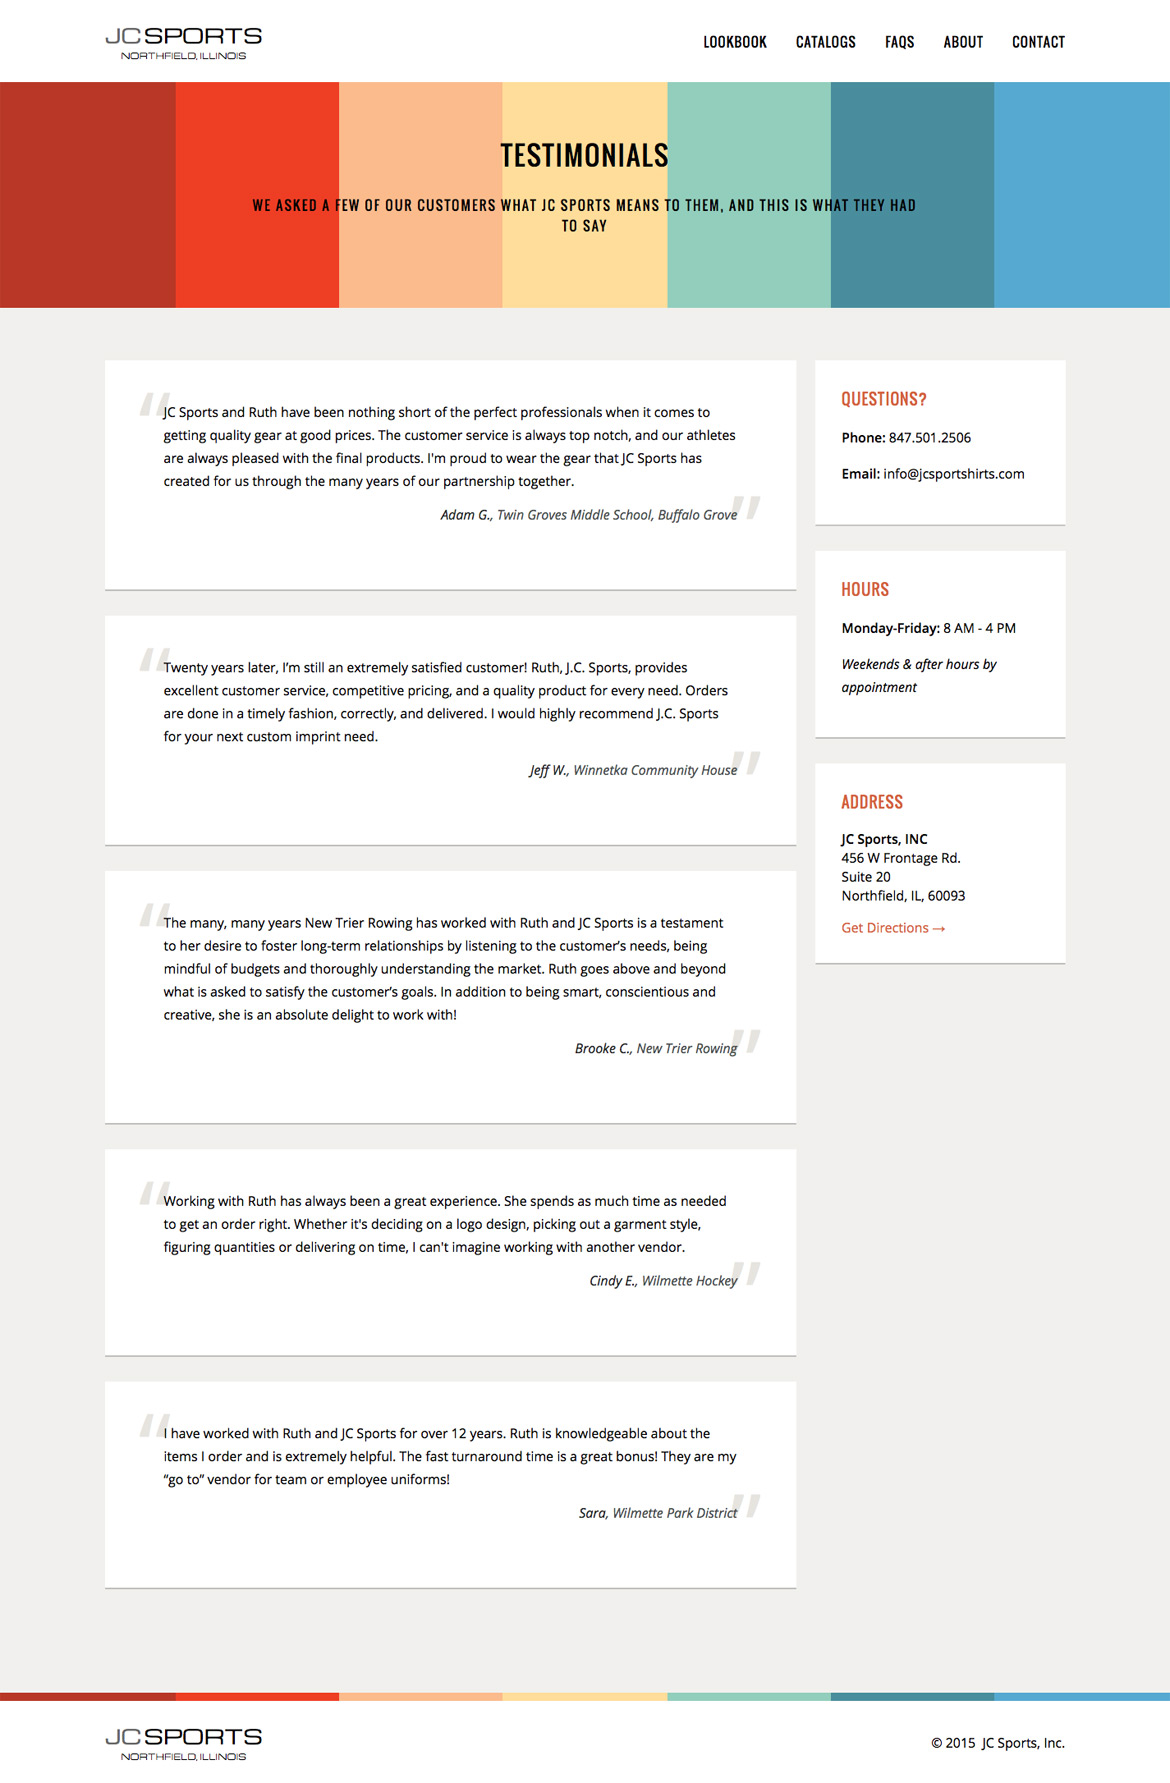 JCSPORTS
NORTHFIELD, ILLINOIS
LOOKBOOK CATALOGS FAQS ABOUT CONTACT
TESTIMONIALS
WE ASKED A FEW OF OUR CUSTOMERS WHAT JC SPORTS MEANS TO THEM, AND THIS IS WHAT THEY HAD
TO SAY
“
JC Sports and Ruth have been nothing short of the perfect professionals when it comes to
getting quality gear at good prices. The customer service is always top notch, and our athletes
are always pleased with the final products. I'm proud to wear the gear that JC Sports has
created for us through the many years of our partnership together.
Adam G., Twin Groves Middle School, Buffalo Grove ”
“
Twenty years later, I’m still an extremely satisfied customer! Ruth, J.C. Sports, provides
excellent customer service, competitive pricing, and a quality product for every need. Orders
are done in a timely fashion, correctly, and delivered. I would highly recommend J.C. Sports
for your next custom imprint need.
Jeff W., Winnetka Community House ”
“
The many, many years New Trier Rowing has worked with Ruth and JC Sports is a testament
to her desire to foster long-term relationships by listening to the customer’s needs, being
mindful of budgets and thoroughly understanding the market. Ruth goes above and beyond
what is asked to satisfy the customer’s goals. In addition to being smart, conscientious and
creative, she is an absolute delight to work with!
Brooke C., New Trier Rowing ”
“
Working with Ruth has always been a great experience. She spends as much time as needed
to get an order right. Whether it's deciding on a logo design, picking out a garment style,
figuring quantities or delivering on time, I can't imagine working with another vendor.
Cindy E., Wilmette Hockey ”
“
I have worked with Ruth and JC Sports for over 12 years. Ruth is knowledgeable about the
items I order and is extremely helpful. The fast turnaround time is a great bonus! They are my
“go to” vendor for team or employee uniforms!
Sara, Wilmette Park District ”
QUESTIONS?
Phone: 847.501.2506
Email: info@jcsportshirts.com
HOURS
Monday-Friday: 8 AM - 4 PM
Weekends & after hours by
appointment
ADDRESS
JC Sports, INC
456 W Frontage Rd.
Suite 20
Northfield, IL, 60093
Get Directions →
JCSPORTS
NORTHFIELD, ILLINOIS
© 2015 JC Sports, Inc.